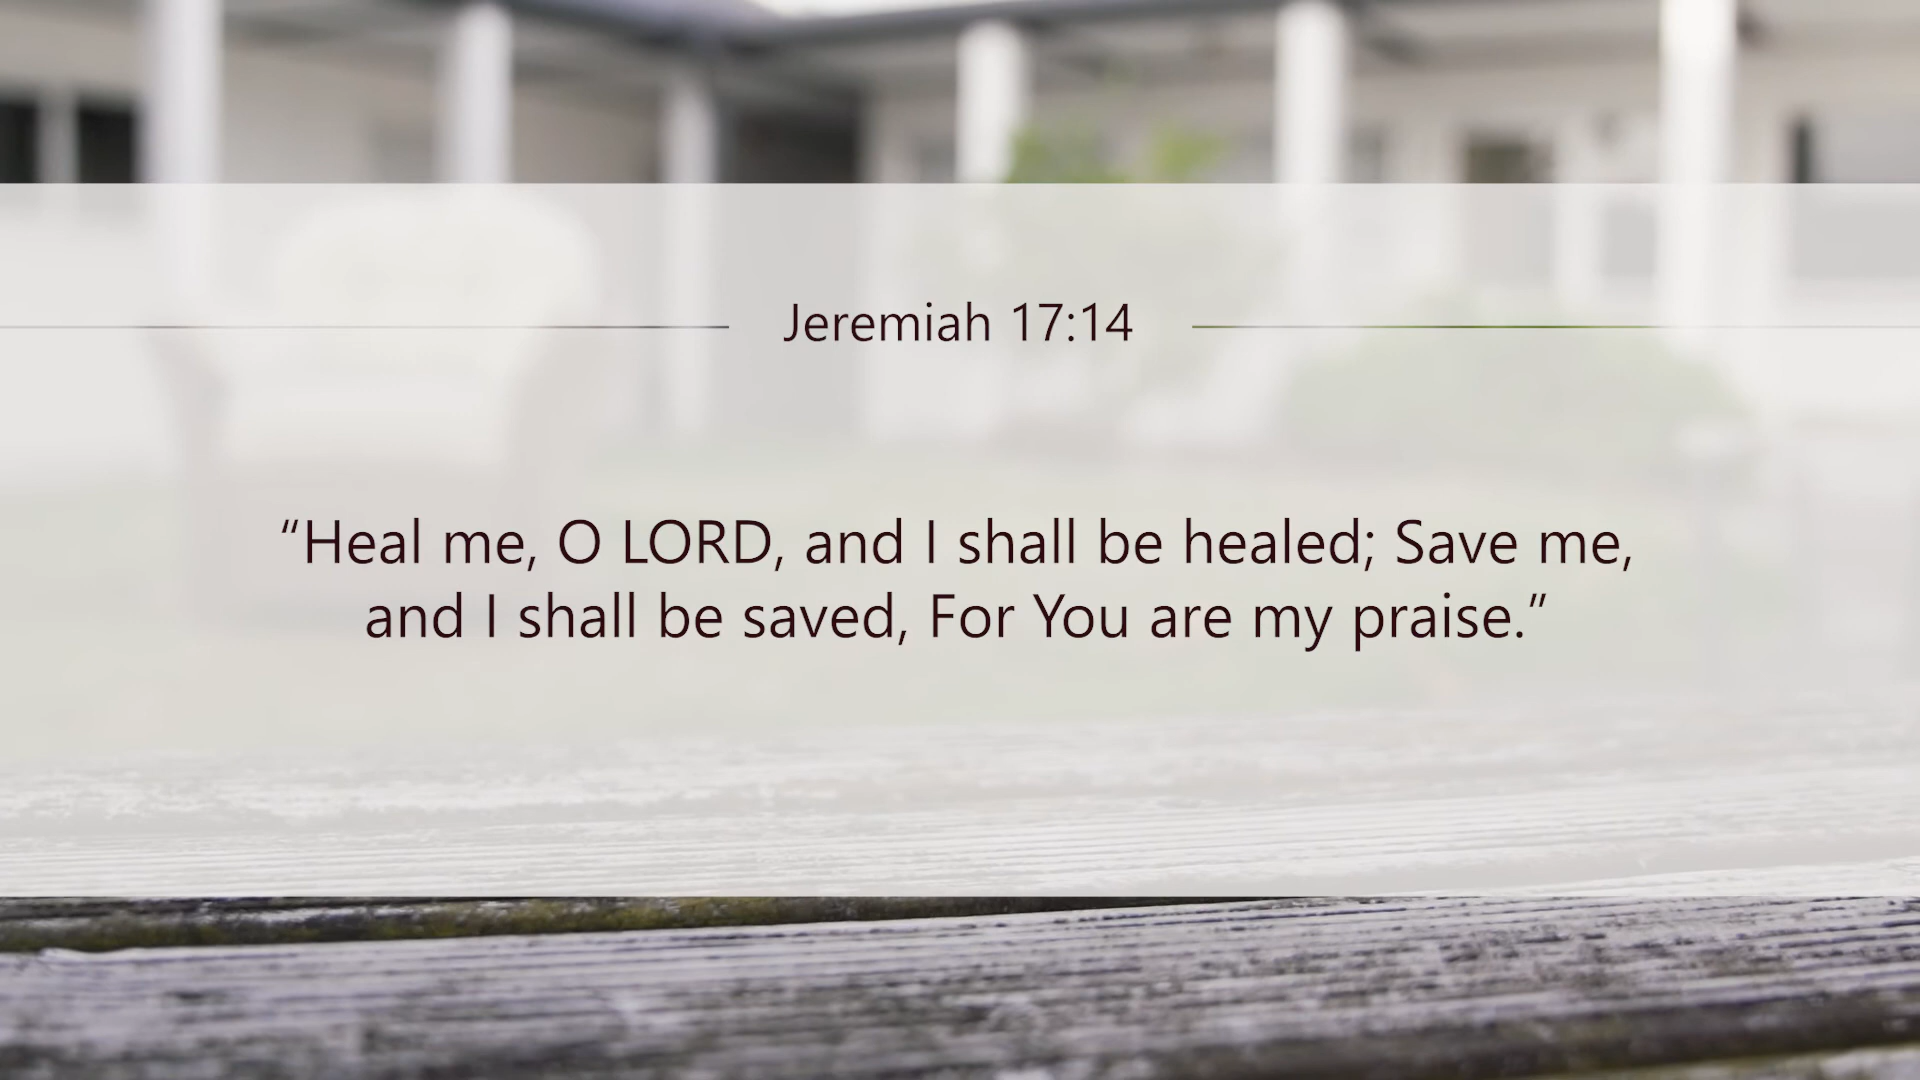 Jeremiah 17:14
“Heal me, O LORD, and I shall be healed; Save me,
and I shall be saved, For You are my praise.”